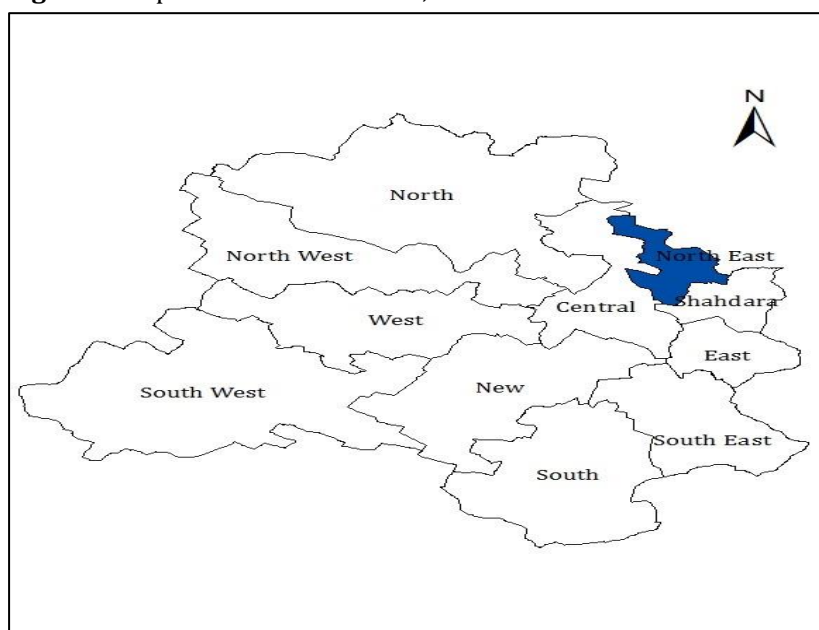 N
North
North West
North East
Shahdara
Central
West
East
South West
New
South East
South